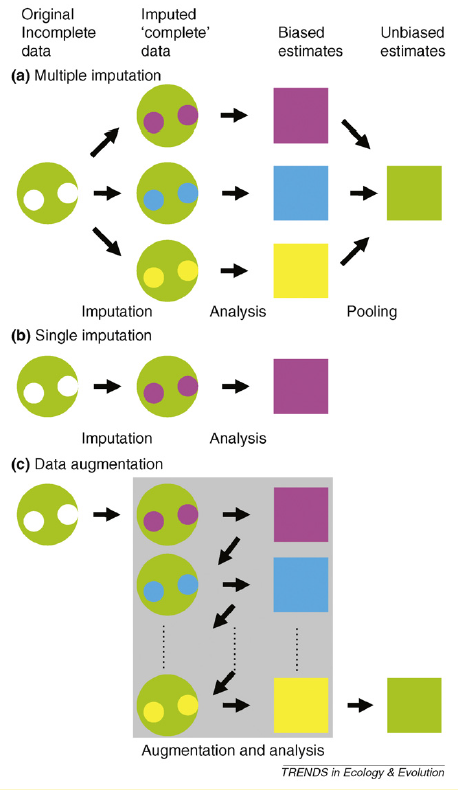 Original
Incomplete
data
Imputed
‘complete’
data
Biased
estimates
Unbiased
estimates
(a) Multiple imputation
Imputation
Analysis
Pooling
(b) Single imputation
Imputation
Analysis
(c) Data augmentation
Augmentation and analysis
TRENDS in Ecology & Evolution